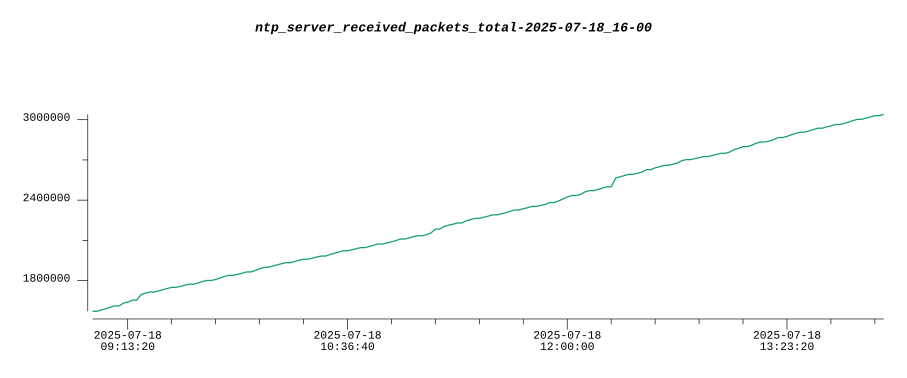 ntp_server_received_packets_total-2025-07-18_16-00
3000000
2400000
1800000
2025-07-18 2025-07-18 2025-07-18 2025-07-18
09:13:20 10:36:40 12:00:00 13:23:20